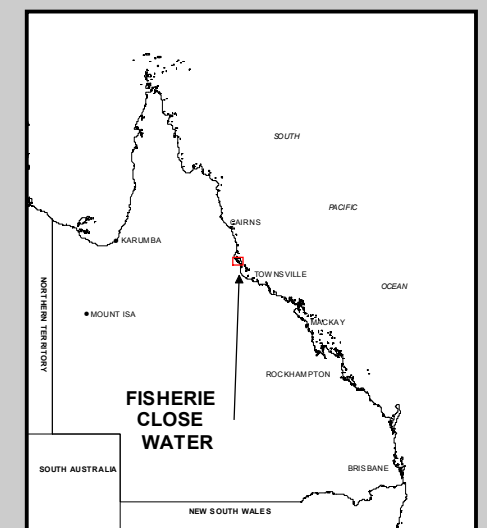 SOUTH
PACIFIC
CAIRNS
KARUMBA
TOWNSVILLE
OCEAN
NORTHERN TERRITORY
MOUNT ISA
MACKAY
ROCKHAMPTON
FISHERIE
CLOSE
WATER
SOUTH AUSTRALIA
BRISBANE
NEW SOUTH WALES